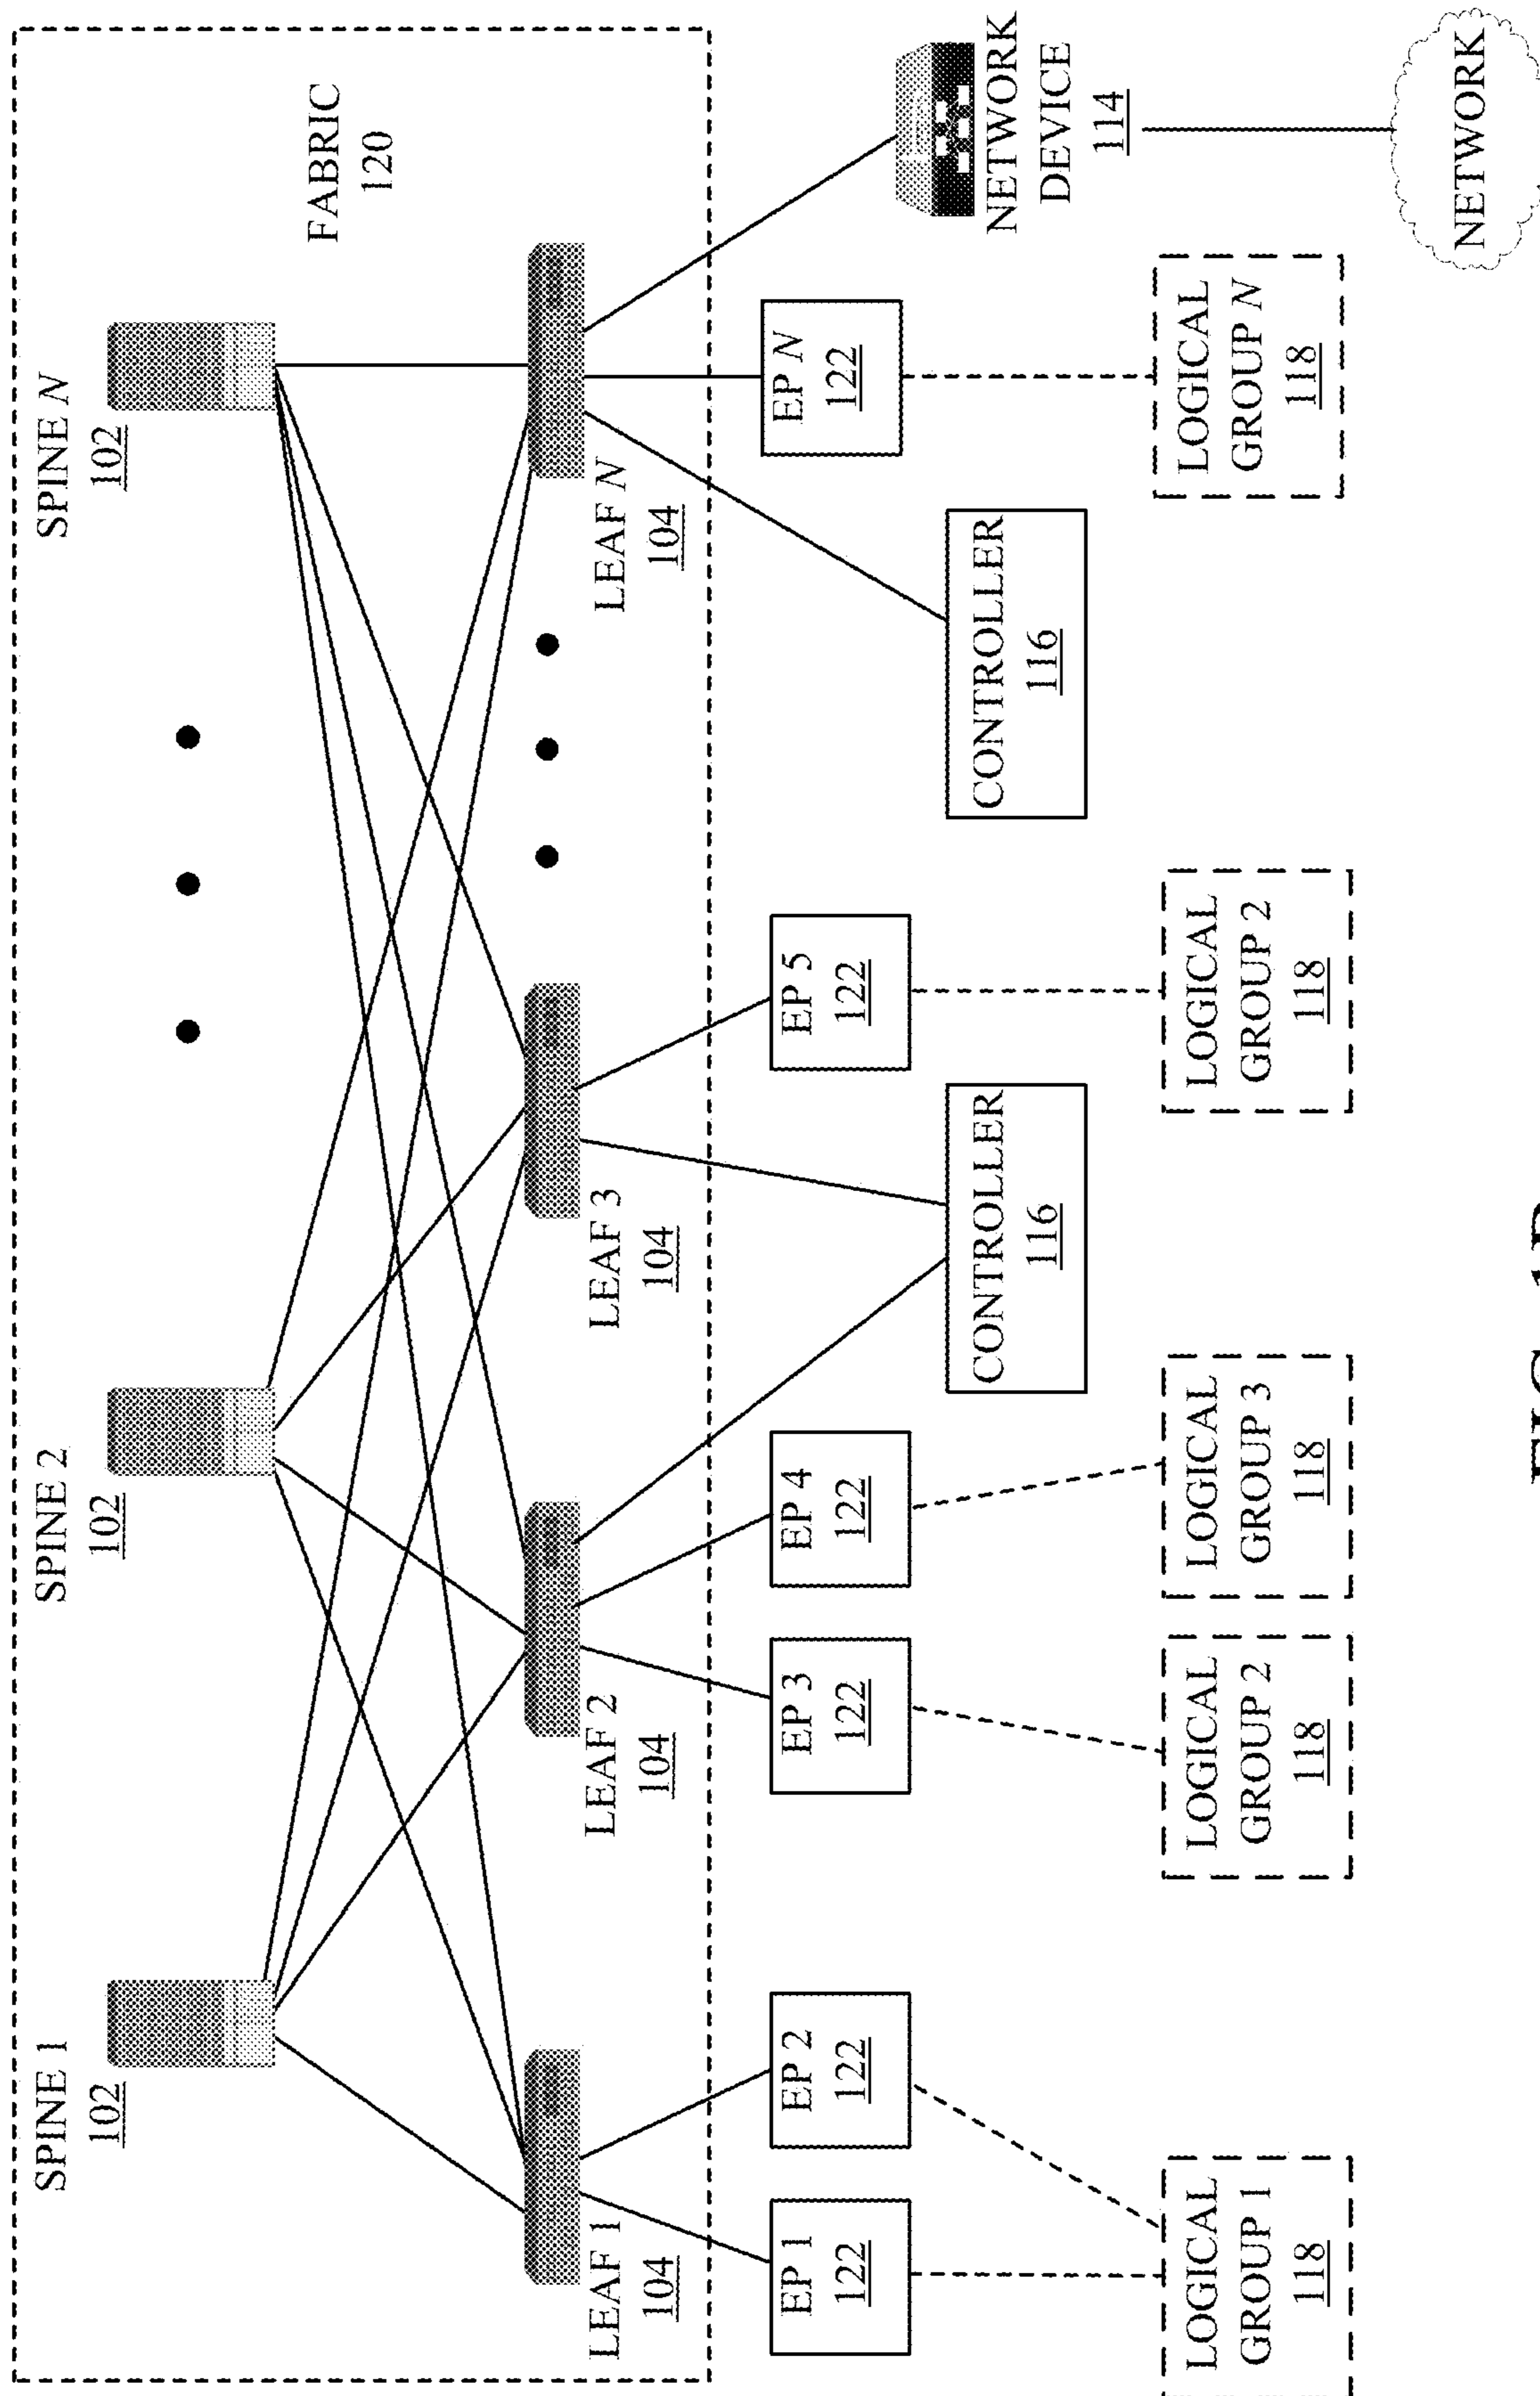 SPINE 1
102
SPINE 2
102
SPINE N
102
FABRIC
120
LEAF 1
104
LEAF 2
104
LEAF 3
104
LEAF N
104
EP 1
122
EP 2
122
EP 3
122
EP 4
122
EP 5
122
EP N
122
CONTROLLER
116
CONTROLLER
116
NETWORK
DEVICE
114
LOGICAL
GROUP 1
118
LOGICAL
GROUP 2
118
LOGICAL
GROUP 3
118
LOGICAL
GROUP 2
118
LOGICAL
GROUP N
118
NETWORK